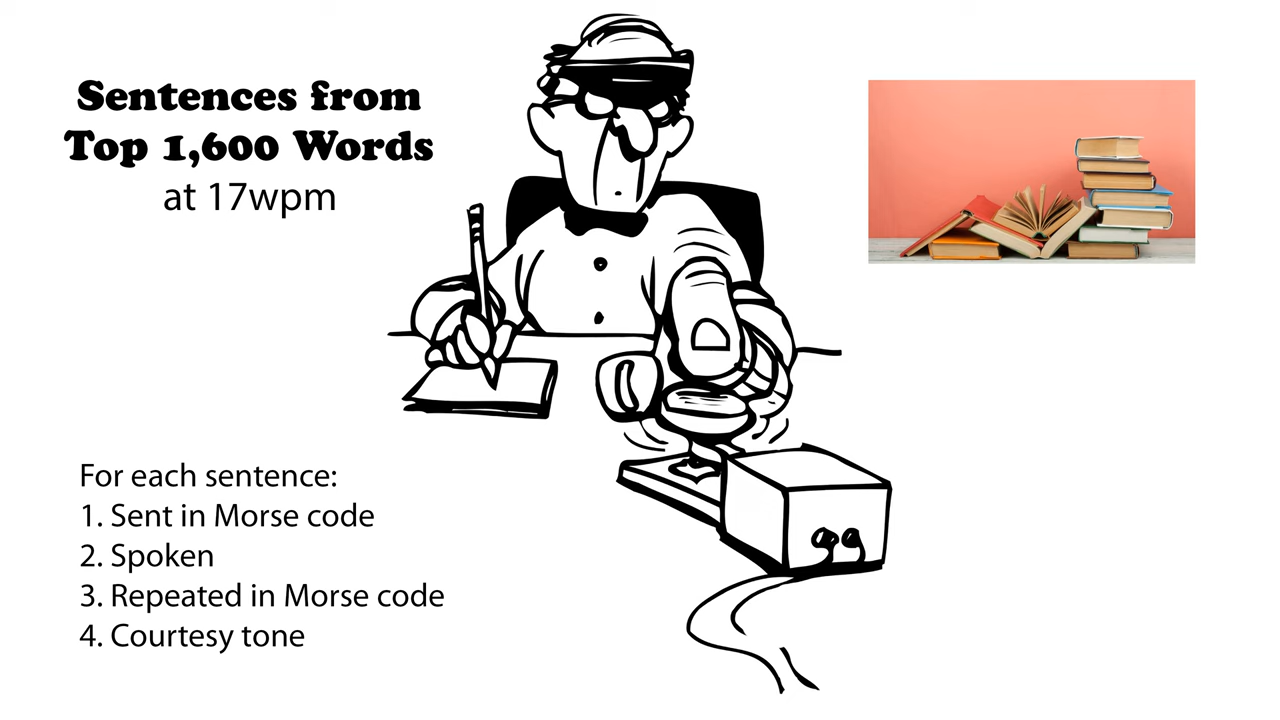 Sentences from
Top 1,600 Words
at 17wpm
For each sentence:
1. Sent in Morse code
2. Spoken
3. Repeated in Morse code
4. Courtesy tone